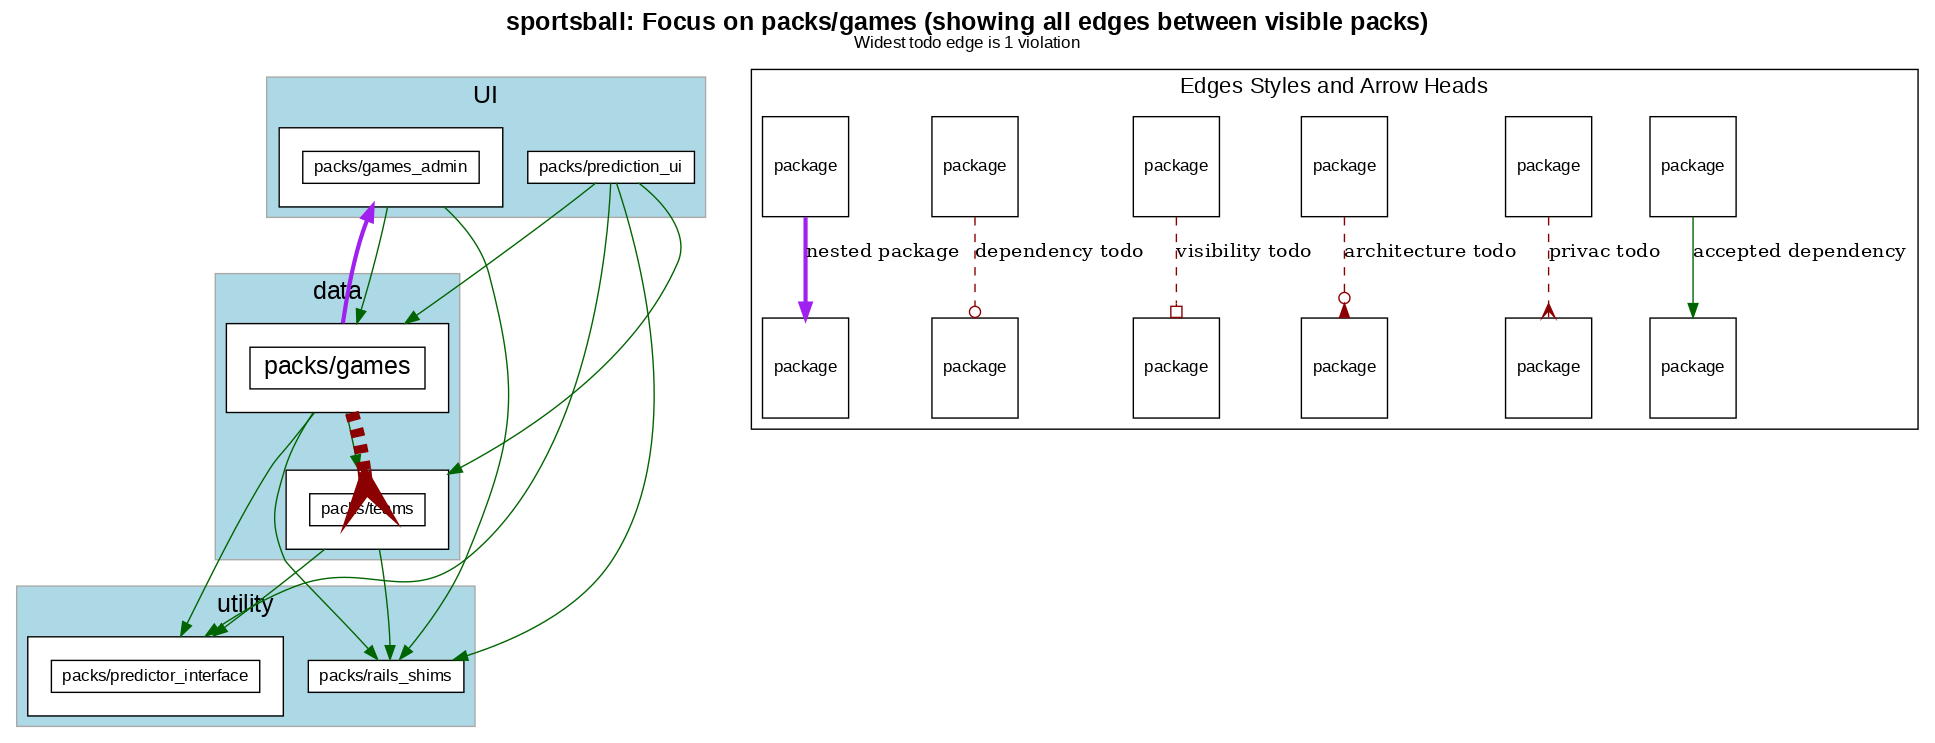 sportsball: Focus on packs/games (showing all edges between visible packs)
Widest todo edge is 1 violation
UI
packs/games_admin
packs/prediction_ui
data
packs/games
packs/teams
utility
packs/predictor_interface
packs/rails_shims
Edges Styles and Arrow Heads
package
package
package
package
package
package
nested package
dependency todo
visibility todo
architecture todo
privac todo
accepted dependency
package
package
package
package
package
package